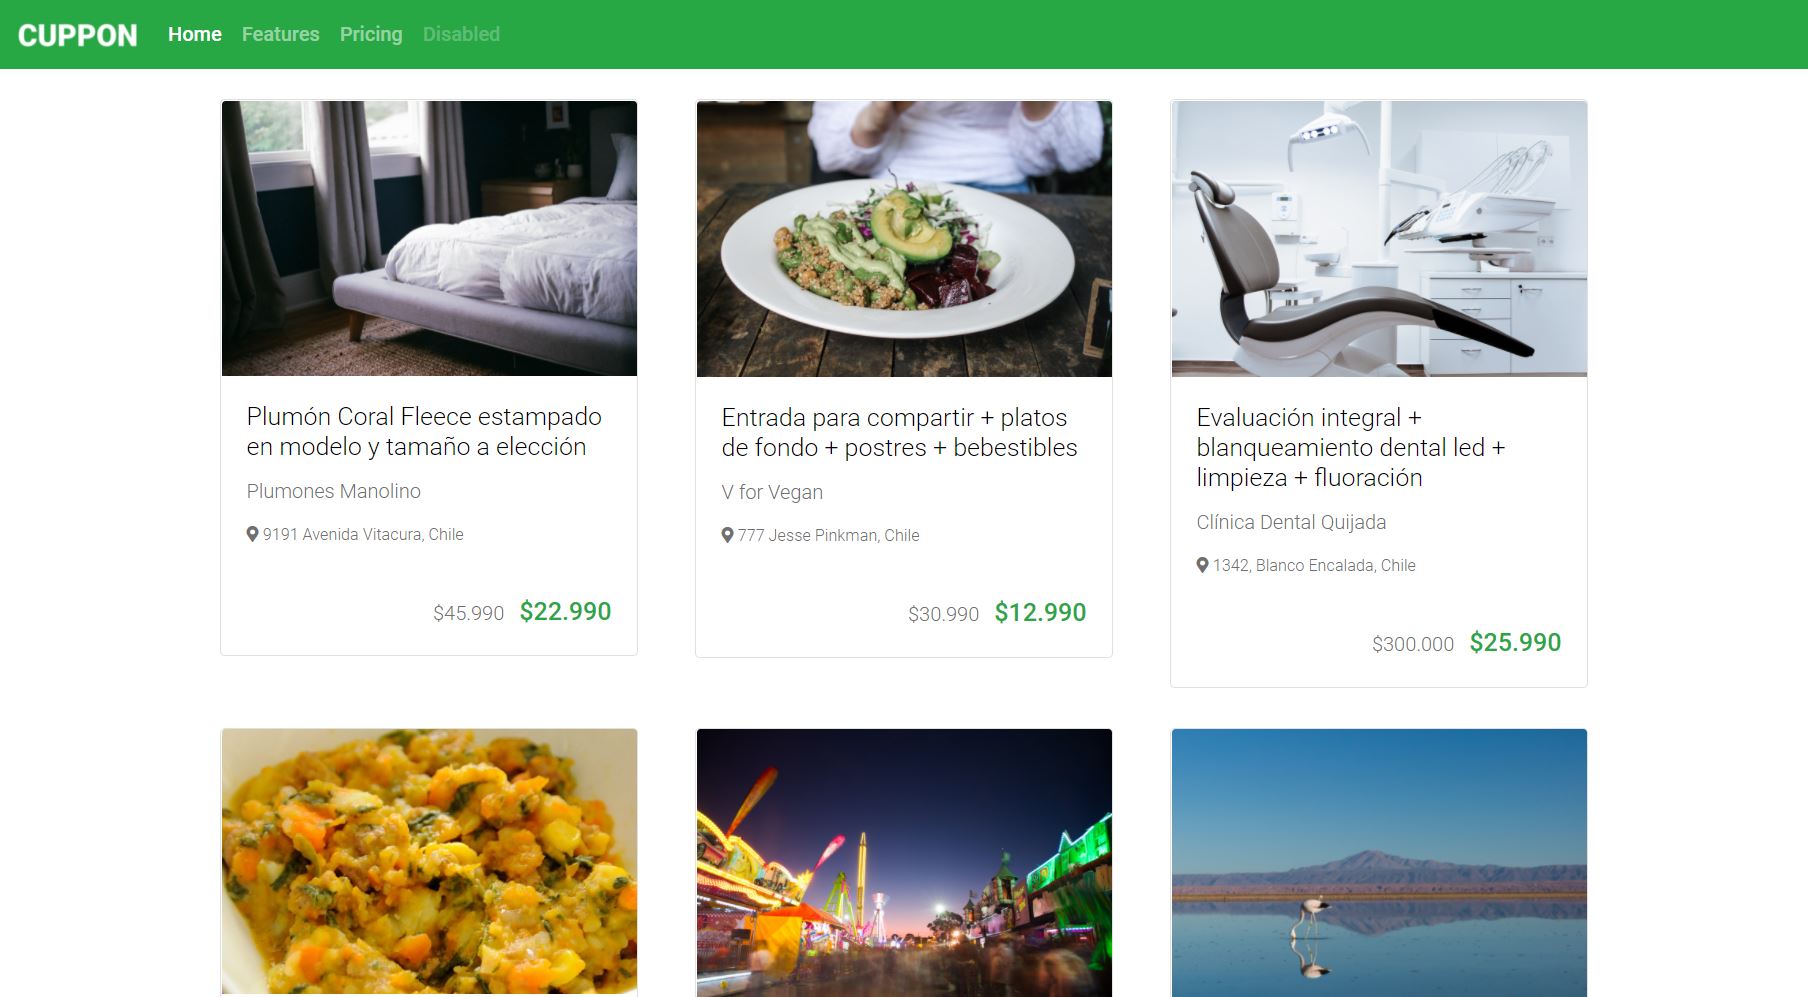 CUPPON Home Features Pricing Disabled
Plumón Coral Fleece estampado
en modelo y tamaño a elección
Plumones Manolino
9191 Avenida Vitacura, Chile
$45.990 $22.990
Entrada para compartir + platos
de fondo + postres + bebestibles
V for Vegan
777 Jesse Pinkman, Chile
$30.990 $12.990
Evaluación integral +
blanqueamiento dental led +
limpieza + fluoración
Clínica Dental Quijada
1342, Blanco Encalada, Chile
$300.000 $25.990